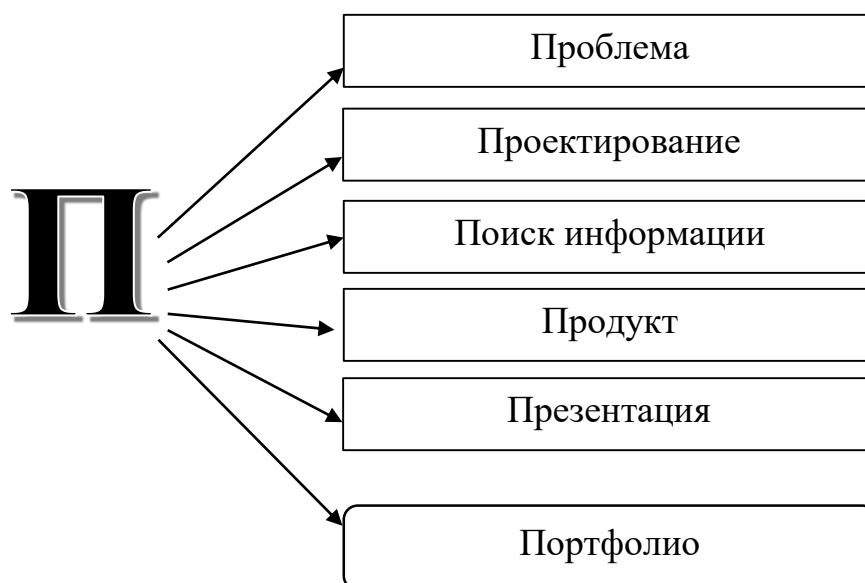 П
Проблема
Проектирование
Поиск информации
Продукт
Презентация
Портфолио